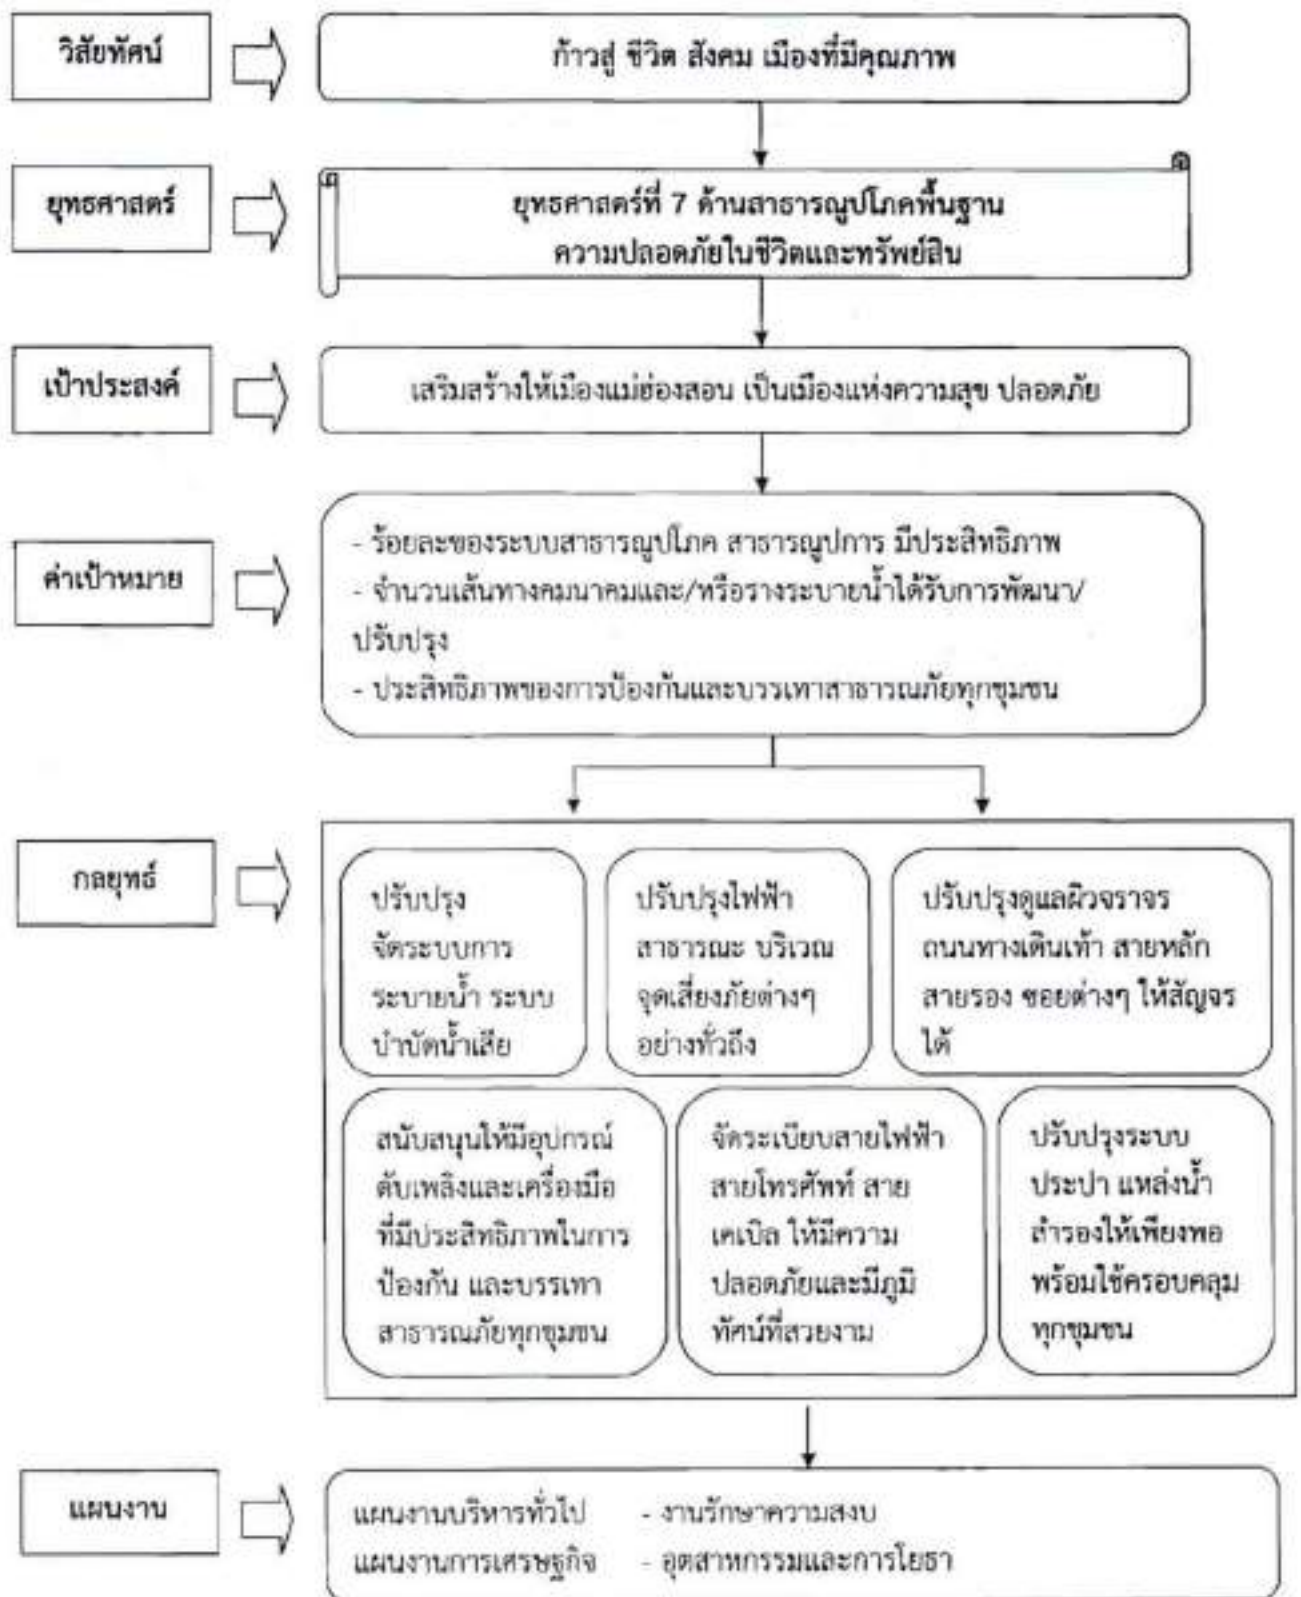 วิสัยทัศน์
ก้าวสู่ ชีวิต สังคม เมืองที่มีคุณภาพ
ยุทธศาสตร์
ยุทธศาสตร์ที่ 7 ด้านสาธารณูปโภคพื้นฐาน
ความปลอดภัยในชีวิตและทรัพย์สิน
เป้าประสงค์
เสริมสร้างให้เมืองแม่ฮ่องสอน เป็นเมืองแห่งความสุข ปลอดภัย
ค่าเป้าหมาย
- ร้อยละของระบบสาธารณูปโภค สาธารณูปการ มีประสิทธิภาพ
- จำนวนเส้นทางคมนาคมและ/หรือรางระบายน้ำได้รับการพัฒนา/
ปรับปรุง
- ประสิทธิภาพของการป้องกันและบรรเทาสาธารณภัยทุกชุมชน
กลยุทธ์
ปรับปรุง
จัดระบบการ
ระบายน้ำ ระบบ
บำบัดน้ำเสีย
ปรับปรุงไฟฟ้า
สาธารณะ บริเวณ
จุดเสี่ยงภัยต่างๆ
อย่างทั่วถึง
ปรับปรุงดูแลผิวจราจร
ถนนทางเดินเท้า สายหลัก
สายรอง ซอยต่างๆ ให้สัญจร
ได้
สนับสนุนให้มีอุปกรณ์
ดับเพลิงและเครื่องมือ
ที่มีประสิทธิภาพในการ
ป้องกัน และบรรเทา
สาธารณภัยทุกชุมชน
จัดระเบียบสายไฟฟ้า
สายโทรศัพท์ สาย
เคเบิล ให้มีความ
ปลอดภัยและมีภูมิ
ทัศน์ที่สวยงาม
ปรับปรุงระบบ
ประปา แหล่งน้ำ
สำรองให้เพียงพอ
พร้อมใช้ครอบคลุม
ทุกชุมชน
แผนงาน
แผนงานบริหารทั่วไป - งานรักษาความสงบ
แผนงานการเศรษฐกิจ - อุตสาหกรรมและการโยธา